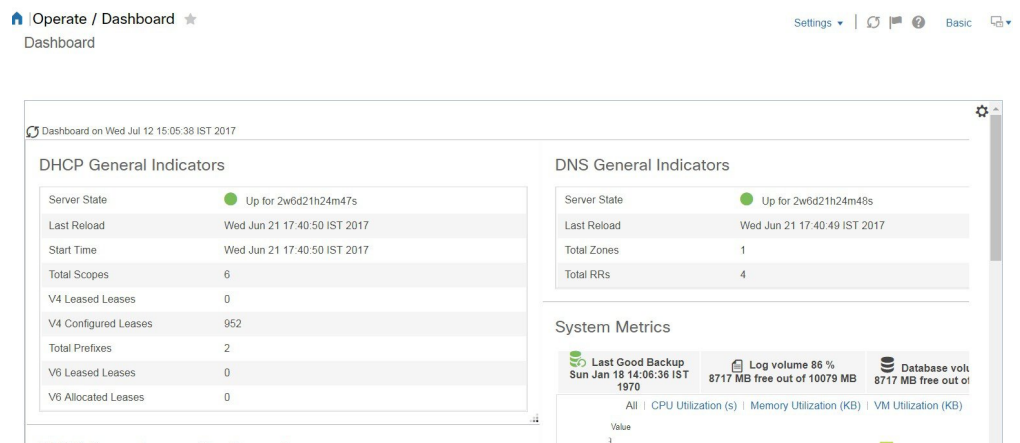 Operate / Dashboard
Settings
Basic
Dashboard
Dashboard on Wed Jul 12 15:05:38 IST 2017
DHCP General Indicators
Server State Up for 2w6d21h24m47s
Last Reload Wed Jun 21 17:40:50 IST 2017
Start Time Wed Jun 21 17:40:50 IST 2017
Total Scopes 6
V4 Leased Leases 0
V4 Configured Leases 952
Total Prefixes 2
V6 Leased Leases 0
V6 Allocated Leases 0
DNS General Indicators
Server State Up for 2w6d21h24m48s
Last Reload Wed Jun 21 17:40:49 IST 2017
Total Zones 1
Total RRs 4
System Metrics
Last Good Backup
Sun Jan 18 14:06:36 IST
1970
Log volume 86 %
8717 MB free out of 10079 MB
Database volu
8717 MB free out of
All | CPU Utilization (s) | Memory Utilization (KB) | VM Utilization (KB)
Value